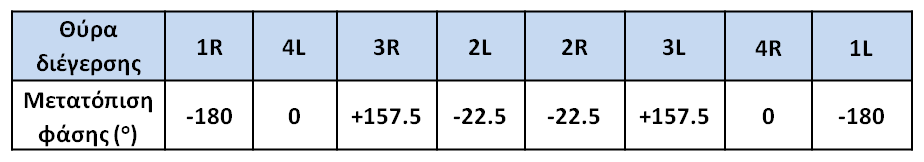 Θύρα διέγερσης 1R 4L 3R 2L 2R 3L 4R 1L
Μετατόπιση φάσης (ο) -180 0 +157.5 -22.5 -22.5 +157.5 0 -180